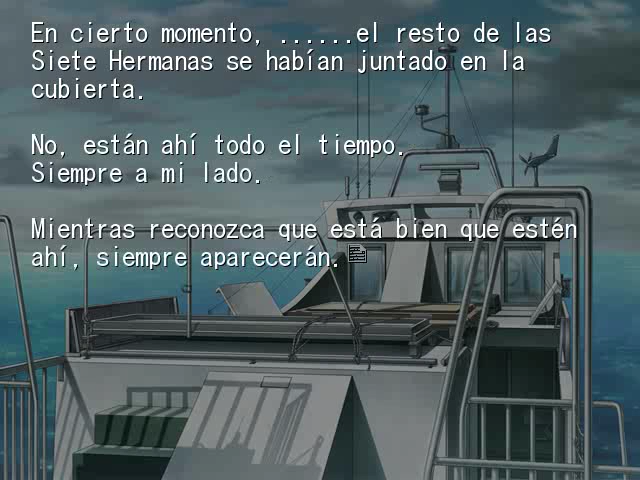 En cierto momento, ......el resto de las
Siete Hermanas se habían juntado en la
cubierta.
No, están ahí todo el tiempo.
Siempre a mi lado.
Mientras reconozca que está bien que estén
ahí, siempre aparecerán.